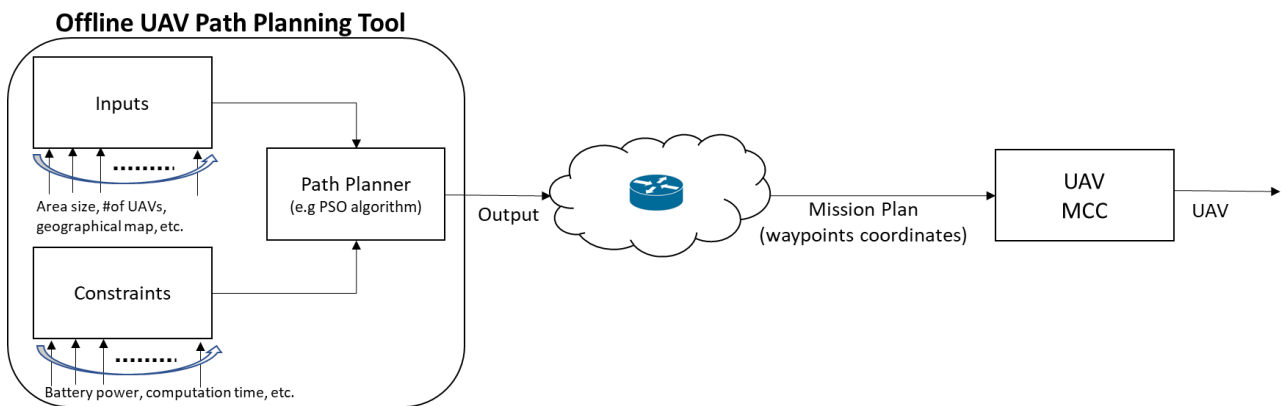 Offline UAV Path Planning Tool
Inputs
Area size, #of UAVs,
geographical map, etc.
Constraints
Battery power, computation time, etc.
Path Planner
(e.g PSO algorithm)
Output
Mission Plan
(waypoints coordinates)
UAV
MCC
UAV